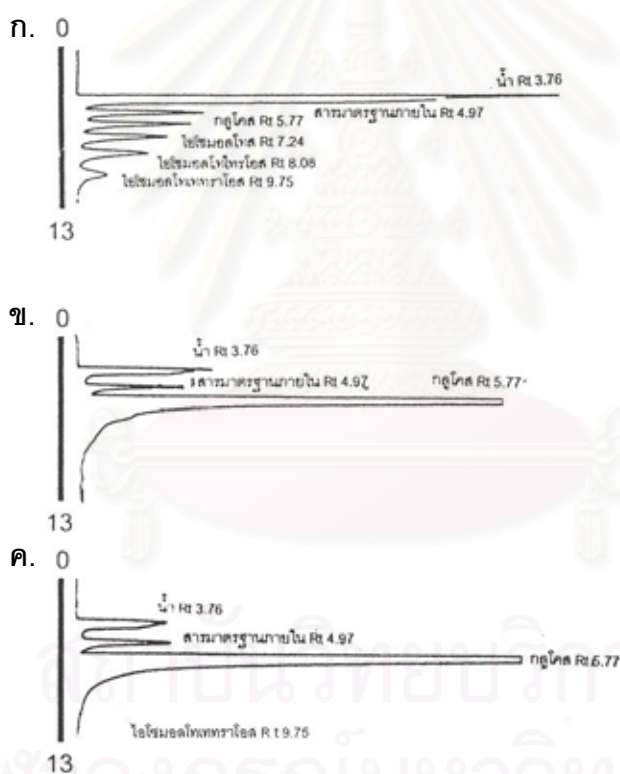 ก. 0
น้ำ Rt 3.76
สารมาตรฐานภายใน Rt 4.97
กลูโคส Rt 5.77
ไอโซมอลโทส Rt 7.24
ไอโซมอลโทไทรโอส Rt 8.08
ไอโซมอลโทเททราโอส Rt 9.75
13
ข. 0
น้ำ Rt 3.76
สารมาตรฐานภายใน Rt 4.97
กลูโคส Rt 5.77
13
ค. 0
น้ำ Rt 3.76
สารมาตรฐานภายใน Rt 4.97
กลูโคส Rt 5.77
ไอโซมอลโทเททราโอส R t 9.75
13